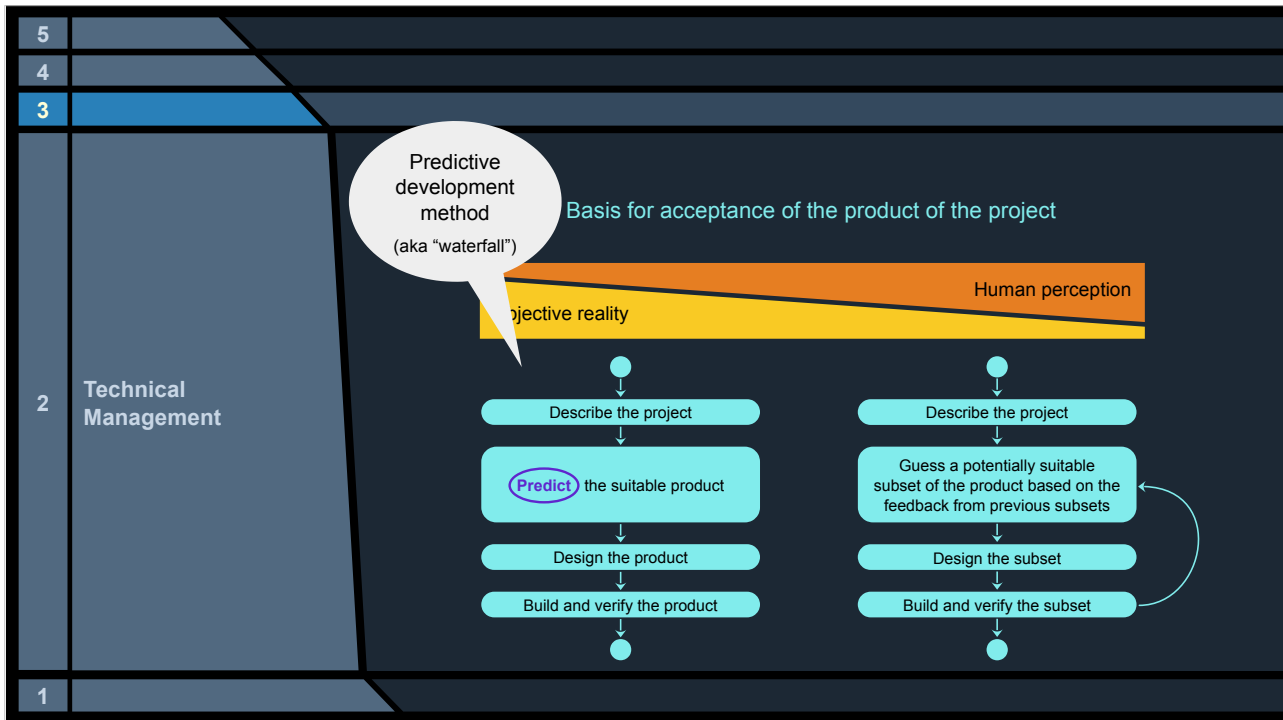 5
4
3
2
Technical
Management
1
Predictive
development
method
(aka “waterfall”)
Basis for acceptance of the product of the project
Human perception
bjective reality
Describe the project
Predict the suitable product
Design the product
Build and verify the product
Describe the project
Guess a potentially suitable
subset of the product based on the
feedback from previous subsets
Design the subset
Build and verify the subset